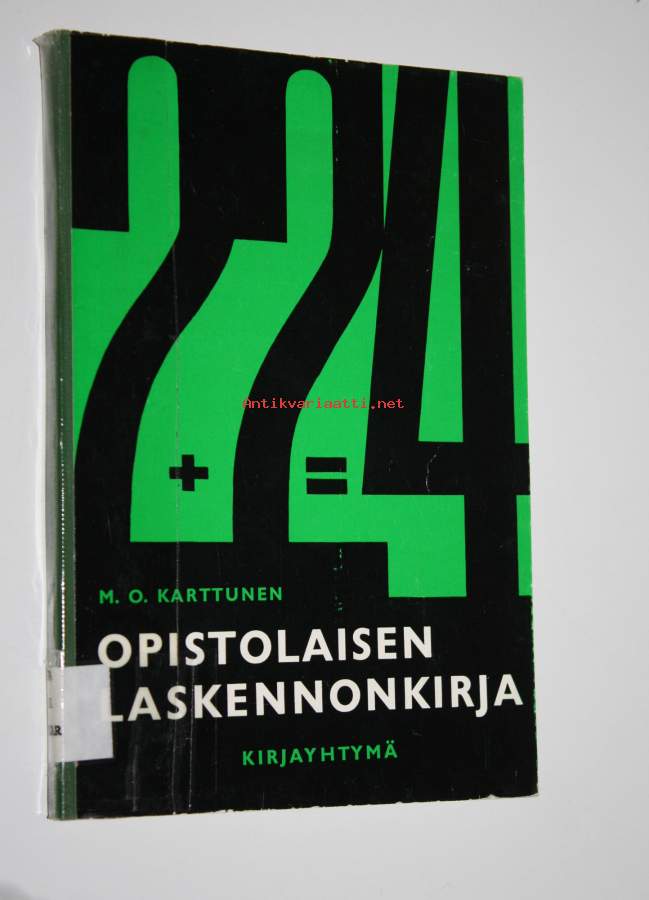 2 2 4
+ =
Antikvariaatti.net
M. O. KARTTUNEN
OPISTOLAISEN
LASKENNONKIRJA
KIRJAYHTYMÄ